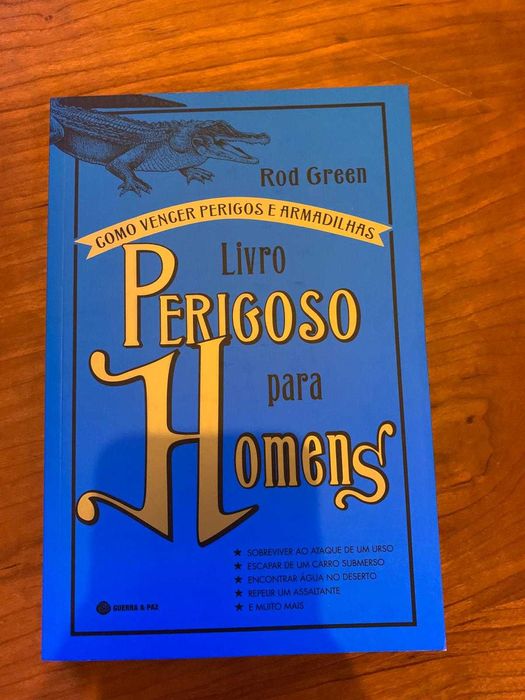 Rod Green
COMO VENCER PERIGOS E ARMADILHAS
Livro
PERIGOSO
para
Homens
★ SOBREVIVER AO ATAQUE DE UM URSO
★ ESCAPAR DE UM CARRO SUBMERSO
★ ENCONTRAR ÁGUA NO DESERTO
★ REPELIR UM ASSALTANTE
★ E MUITO MAIS
GUERRA & PAZ